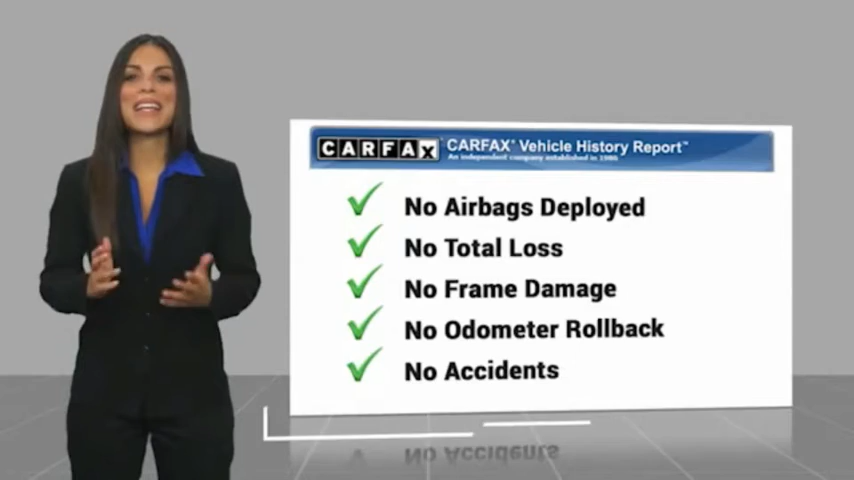 CARFAX CARFAX® Vehicle History Report™
An independent company established in 1986
No Airbags Deployed
No Total Loss
No Frame Damage
No Odometer Rollback
No Accidents
No Accidents